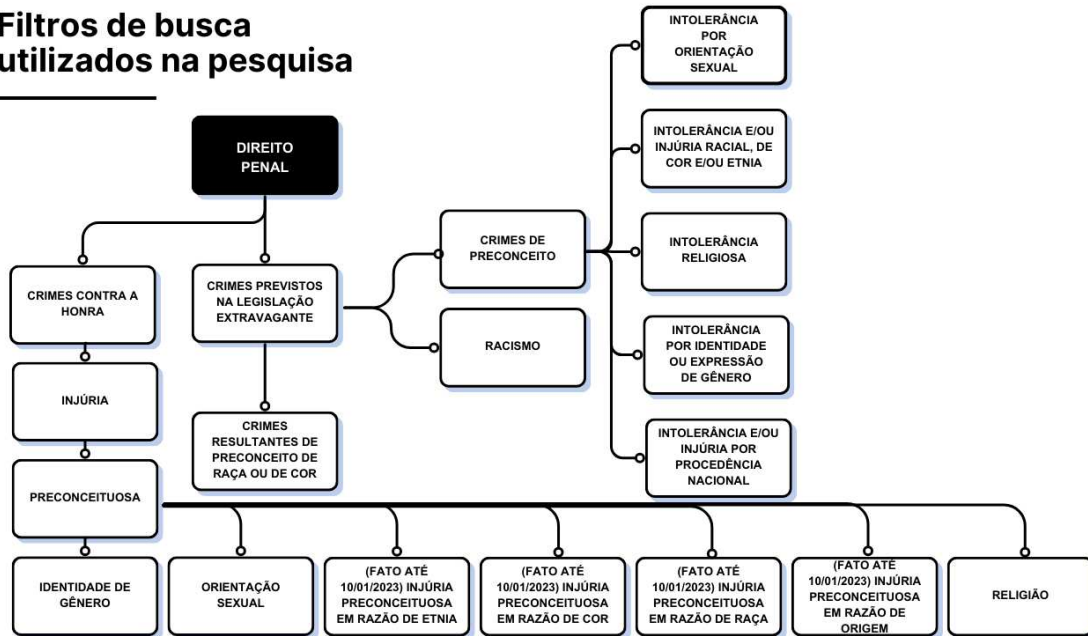 Filtros de busca
utilizados na pesquisa
DIREITO
PENAL
CRIMES CONTRA A
HONRA
INJÚRIA
PRECONCEITUOSA
CRIMES PREVISTOS
NA LEGISLAÇÃO
EXTRAVAGANTE
CRIMES
RESULTANTES DE
PRECONCEITO DE
RAÇA OU DE COR
CRIMES DE
PRECONCEITO
RACISMO
INTOLERÂNCIA
POR
ORIENTAÇÃO
SEXUAL
INTOLERÂNCIA E/OU
INJÚRIA RACIAL, DE
COR E/OU ETNIA
INTOLERÂNCIA
RELIGIOSA
INTOLERÂNCIA
POR IDENTIDADE
OU EXPRESSÃO
DE GÊNERO
INTOLERÂNCIA E/OU
INJÚRIA POR
PROCEDÊNCIA
NACIONAL
IDENTIDADE DE
GÊNERO
ORIENTAÇÃO
SEXUAL
(FATO ATÉ
10/01/2023) INJÚRIA
PRECONCEITUOSA
EM RAZÃO DE ETNIA
(FATO ATÉ
10/01/2023) INJÚRIA
PRECONCEITUOSA
EM RAZÃO DE COR
(FATO ATÉ
10/01/2023) INJÚRIA
PRECONCEITUOSA
EM RAZÃO DE RAÇA
(FATO ATÉ
10/01/2023) INJÚRIA
PRECONCEITUOSA
EM RAZÃO DE
ORIGEM
RELIGIÃO